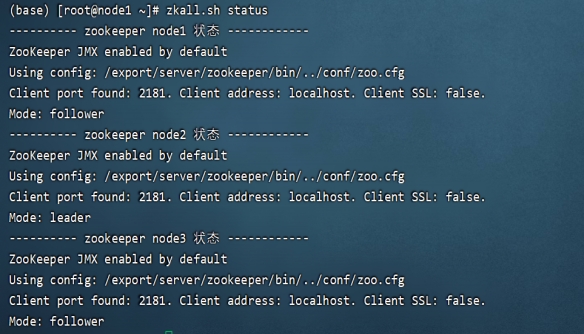 (base) [root@node1 ~]# zkall.sh status
---------- zookeeper node1 状态 ------------
ZooKeeper JMX enabled by default
Using config: /export/server/zookeeper/bin/../conf/zoo.cfg
Client port found: 2181. Client address: localhost. Client SSL: false.
Mode: follower
---------- zookeeper node2 状态 ------------
ZooKeeper JMX enabled by default
Using config: /export/server/zookeeper/bin/../conf/zoo.cfg
Client port found: 2181. Client address: localhost. Client SSL: false.
Mode: leader
---------- zookeeper node3 状态 ------------
ZooKeeper JMX enabled by default
Using config: /export/server/zookeeper/bin/../conf/zoo.cfg
Client port found: 2181. Client address: localhost. Client SSL: false.
Mode: follower